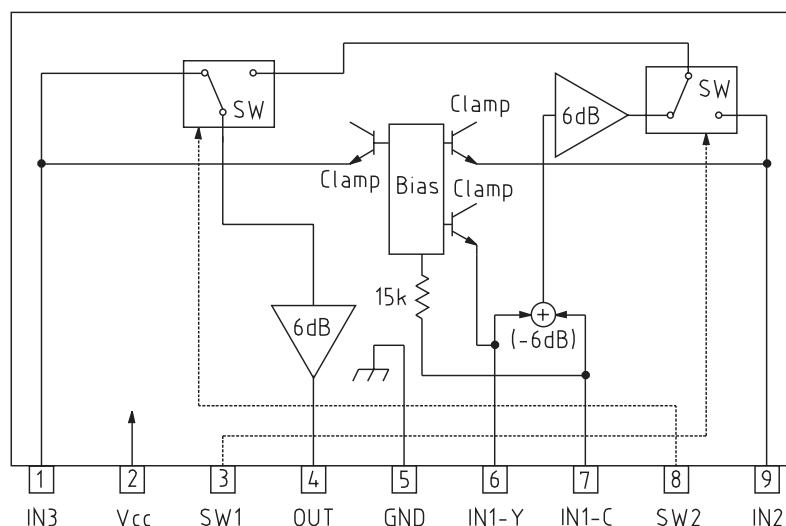 Clamp
SW
6dB
SW
Clamp
Bias
Clamp
15k
6dB
+
(-6dB)
1 2 3 4 5 6 7 8 9
IN3 Vcc SW1 OUT GND IN1-Y IN1-C SW2 IN2